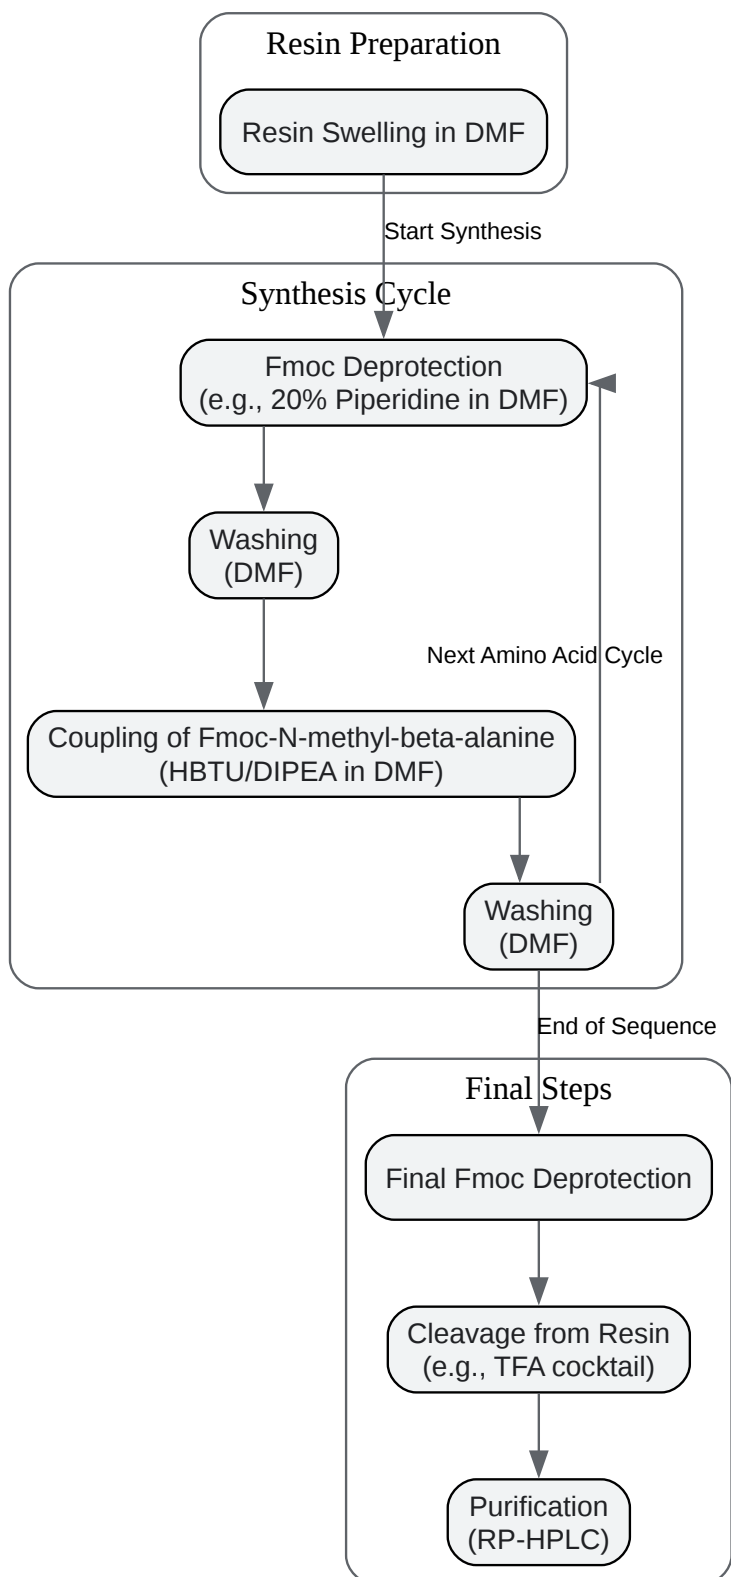 Resin Preparation
Resin Swelling in DMF
Start Synthesis
Synthesis Cycle
Fmoc Deprotection
(e.g., 20% Piperidine in DMF)
Washing
(DMF)
Next Amino Acid Cycle
Coupling of Fmoc-N-methyl-beta-alanine
(HBTU/DIPEA in DMF)
Washing
(DMF)
End of Sequence
Final Steps
Final Fmoc Deprotection
Cleavage from Resin
(e.g., TFA cocktail)
Purification
(RP-HPLC)